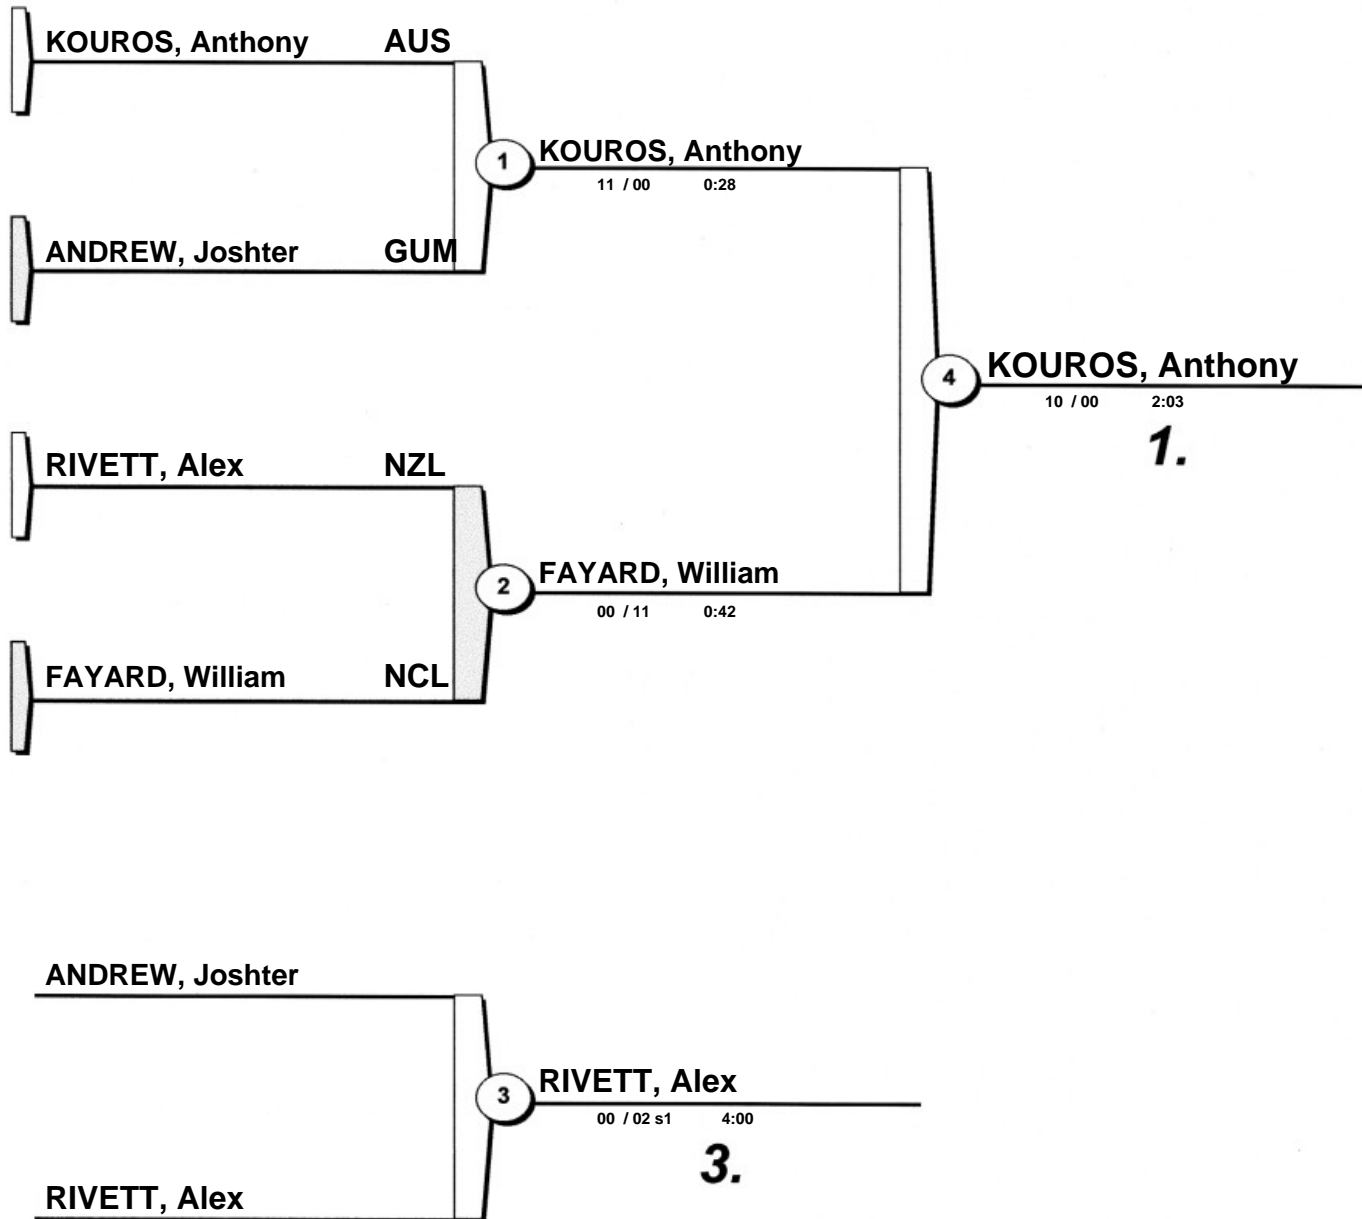 KOUROS, Anthony AUS
1 KOUROS, Anthony
11 / 00 0:28
ANDREW, Joshter GUM
4 KOUROS, Anthony
10 / 00 2:03
1.
RIVETT, Alex NZL
2 FAYARD, William
00 / 11 0:42
FAYARD, William NCL
ANDREW, Joshter
3 RIVETT, Alex
00 / 02 s1 4:00
3.
RIVETT, Alex